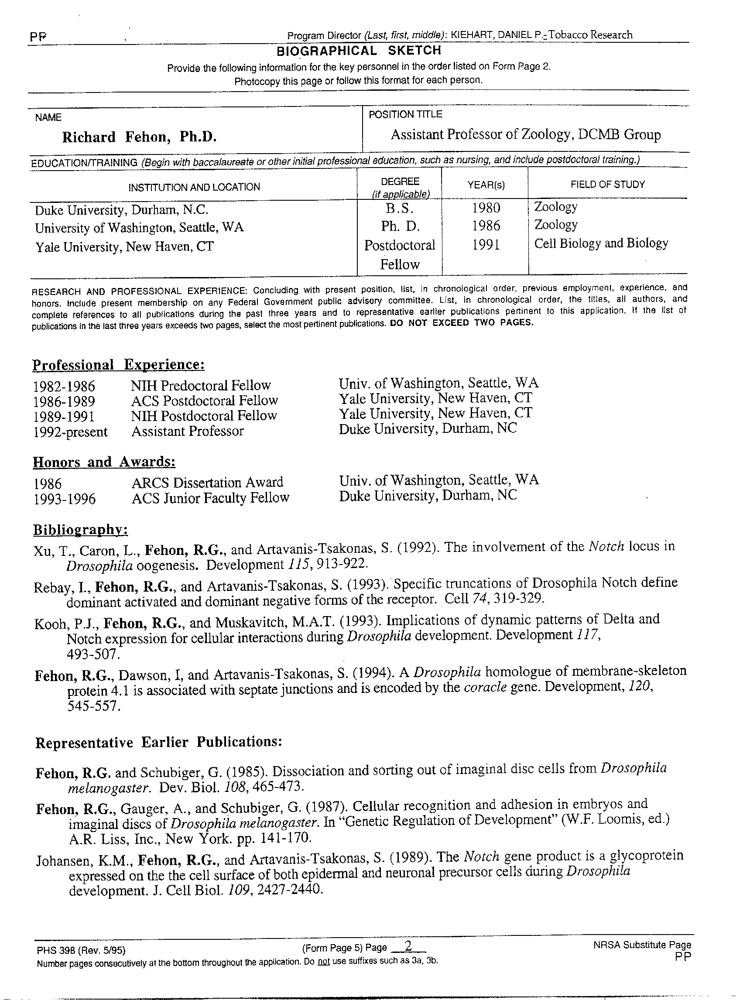 PP
Program Director (Last, first, middle): KIEHART, DANIEL P.-Tobacco Research
BIOGRAPHICAL SKETCH
Provide the following information for the key personnel in the order listed on Form Page 2.
Photocopy this page or follow this format for each person.
NAME
Richard Fehon, Ph.D.
POSITION TITLE
Assistant Professor of Zoology, DCMB Group
EDUCATION/TRAINING (Begin with baccalaureate or other initial professional education, such as nursing, and include postdoctoral training.)
INSTITUTION AND LOCATION DEGREE (if applicable) YEAR(s) FIELD OF STUDY
Duke University, Durham, N.C. B.S. 1980 Zoology
University of Washington, Seattle, WA Ph. D. 1986 Zoology
Yale University, New Haven, CT Postdoctoral Fellow 1991 Cell Biology and Biology
RESEARCH AND PROFESSIONAL EXPERIENCE: Concluding with present position, list, in chronological order, previous employment, experience, and
honors. Include present membership on any Federal Government public advisory committee. List, in chronological order, the titles, all authors, and
complete references to all publications during the past three years and to representative earlier publications pertinent to this application. If the list of
publications in the last three years exceeds two pages, select the most pertinent publications. DO NOT EXCEED TWO PAGES.
Professional Experience:
1982-1986 NIH Predoctoral Fellow Univ. of Washington, Seattle, WA
1986-1989 ACS Postdoctoral Fellow Yale University, New Haven, CT
1989-1991 NIH Postdoctoral Fellow Yale University, New Haven, CT
1992-present Assistant Professor Duke University, Durham, NC
Honors and Awards:
1986 ARCS Dissertation Award Univ. of Washington, Seattle, WA
1993-1996 ACS Junior Faculty Fellow Duke University, Durham, NC
Bibliography:
Xu, T., Caron, L., Fehon, R.G., and Artavanis-Tsakonas, S. (1992). The involvement of the Notch locus in
Drosophila oogenesis. Development 115, 913-922.
Rebay, I., Fehon, R.G., and Artavanis-Tsakonas, S. (1993). Specific truncations of Drosophila Notch define
dominant activated and dominant negative forms of the receptor. Cell 74, 319-329.
Kooh, P.J., Fehon, R.G., and Muskavitch, M.A.T. (1993). Implications of dynamic patterns of Delta and
Notch expression for cellular interactions during Drosophila development. Development 117,
493-507.
Fehon, R.G., Dawson, I, and Artavanis-Tsakonas, S. (1994). A Drosophila homologue of membrane-skeleton
protein 4.1 is associated with septate junctions and is encoded by the coracle gene. Development, 120,
545-557.
Representative Earlier Publications:
Fehon, R.G. and Schubiger, G. (1985). Dissociation and sorting out of imaginal disc cells from Drosophila
melanogaster. Dev. Biol. 108, 465-473.
Fehon, R.G., Gauger, A., and Schubiger, G. (1987). Cellular recognition and adhesion in embryos and
imaginal discs of Drosophila melanogaster. In "Genetic Regulation of Development" (W.F. Loomis, ed.)
A.R. Liss, Inc., New York. pp. 141-170.
Johansen, K.M., Fehon, R.G., and Artavanis-Tsakonas, S. (1989). The Notch gene product is a glycoprotein
expressed on the the cell surface of both epidermal and neuronal precursor cells during Drosophila
development. J. Cell Biol. 109, 2427-2440.
PHS 398 (Rev. 5/95) (Form Page 5) Page 2 NRSA Substitute Page
Number pages consecutively at the bottom throughout the application. Do not use suffixes such as 3a, 3b. PP